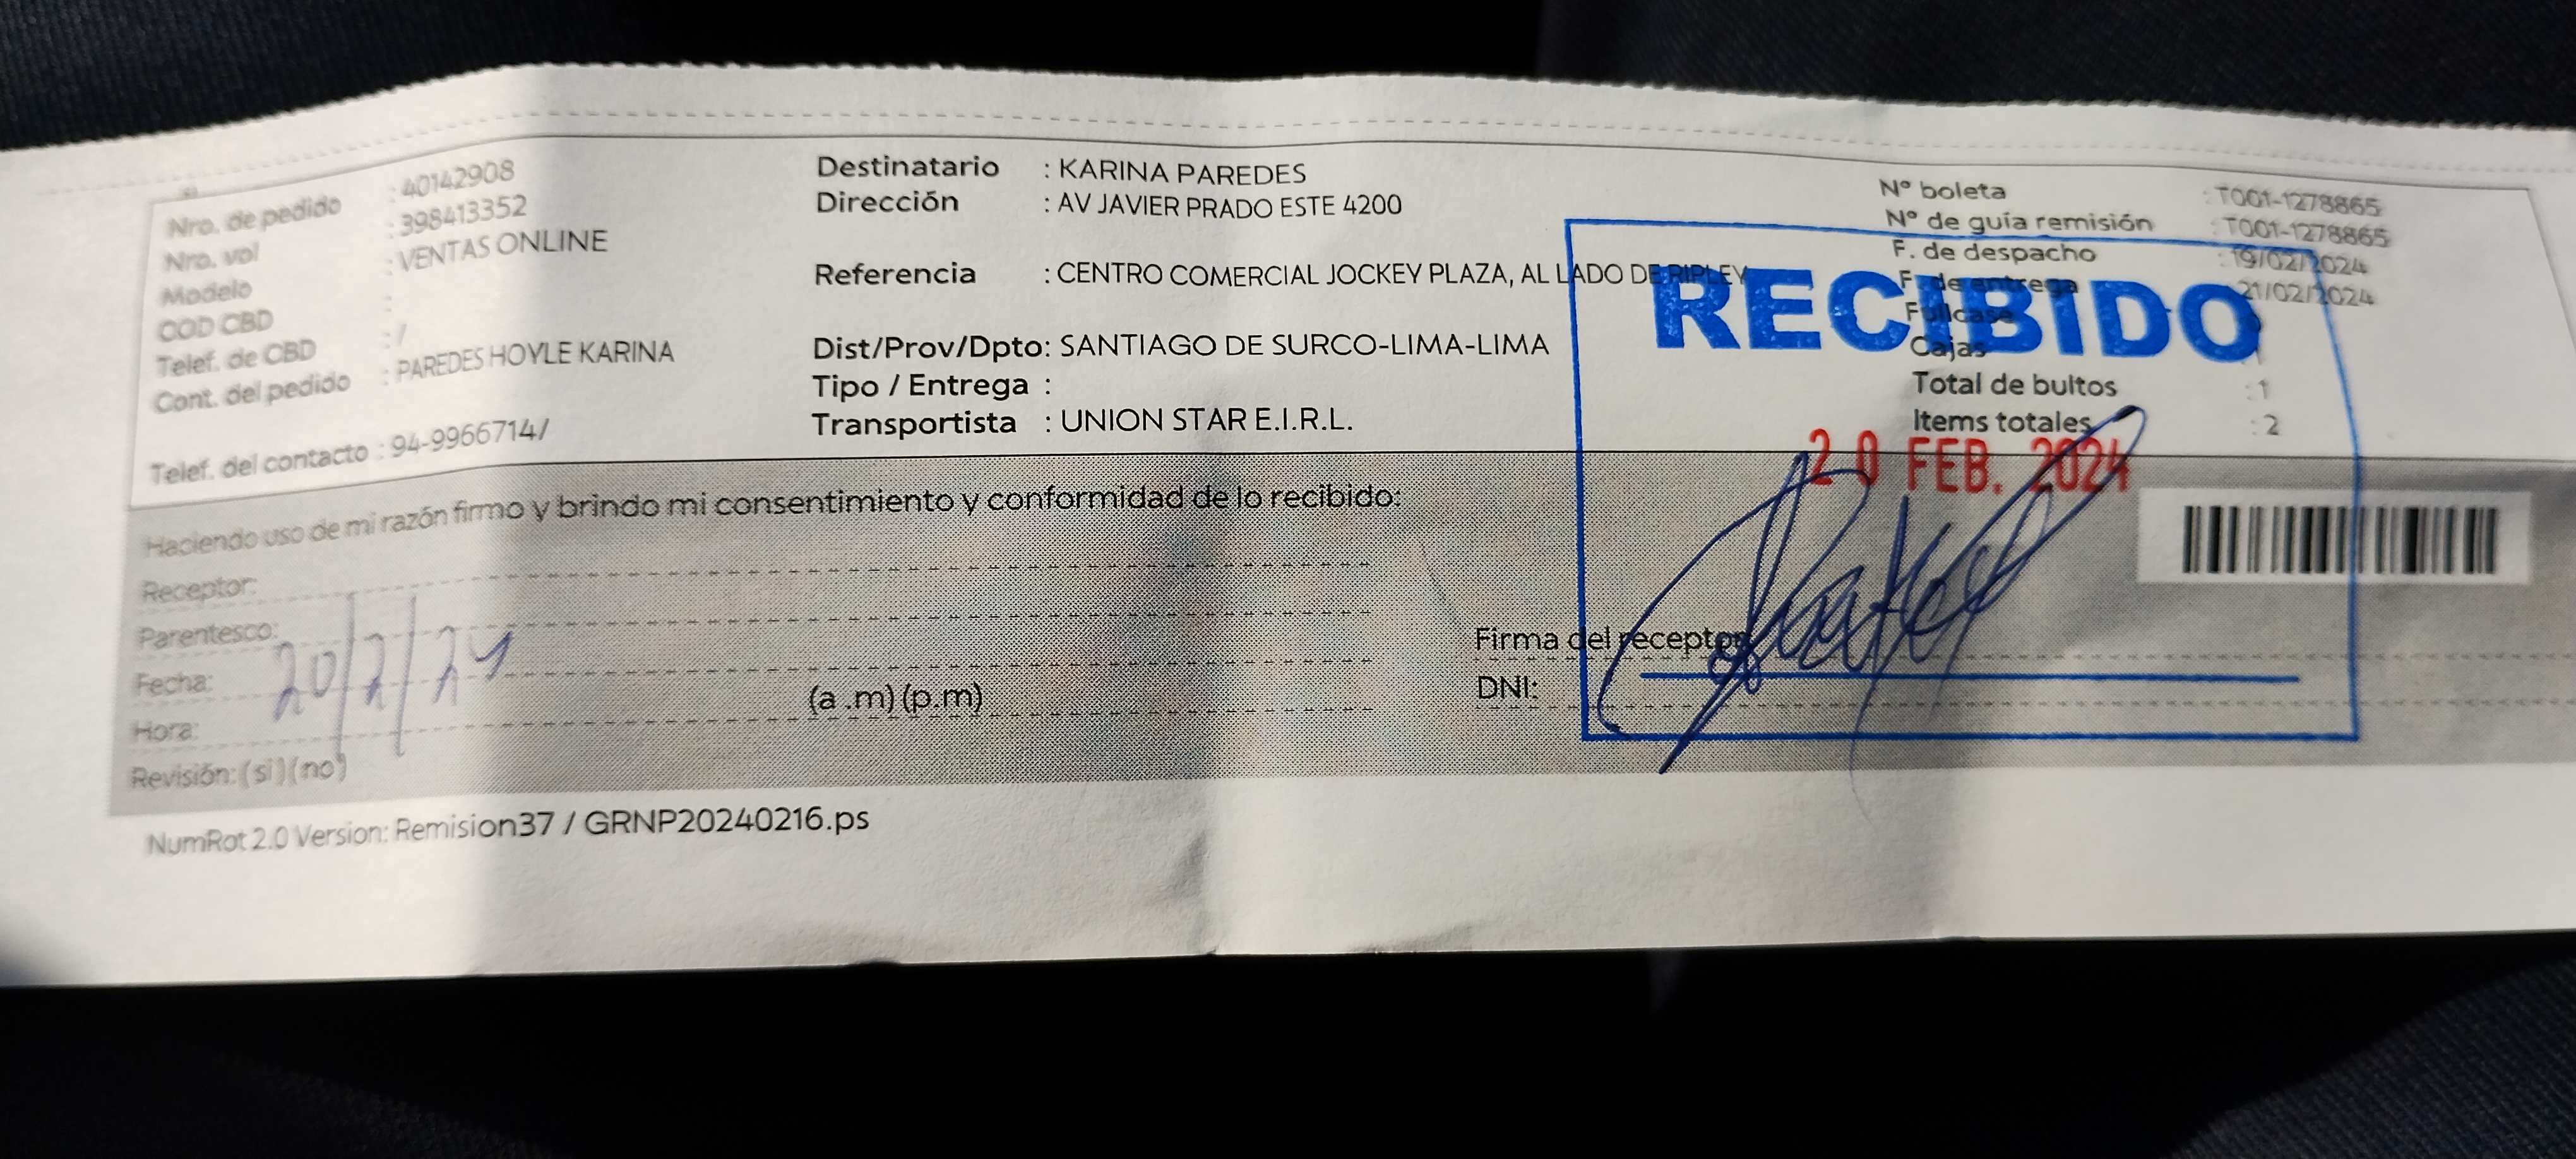 Nro. de pedido : 40142908
Nro. vol : 398413352
Modelo : VENTAS ONLINE
COD CBD :
Telef. de CBD : /
Cont. del pedido : PAREDES HOYLE KARINA
Telef. del contacto : 94-9966714/
Destinatario : KARINA PAREDES
Dirección : AV JAVIER PRADO ESTE 4200
Referencia : CENTRO COMERCIAL JOCKEY PLAZA, AL LADO DE RIPLEY
Dist/Prov/Dpto: SANTIAGO DE SURCO-LIMA-LIMA
Tipo / Entrega :
Transportista : UNION STAR E.I.R.L.
N° boleta : T001-1278865
N° de guía remisión : T001-1278865
F. de despacho : 19/02/2024
F. de entrega : 21/02/2024
Fullcase
Cajas
Total de bultos : 1
Items totales : 2
RECIBIDO
20 FEB. 2024
Haciendo uso de mi razón firmo y brindo mi consentimiento y conformidad de lo recibido:
Receptor:
Parentesco:
Fecha: 20/2/24
Hora: (a .m) (p.m)
Revisión: (si) (no)
Firma del receptor
DNI:
NumRot 2.0 Version: Remision37 / GRNP20240216.ps